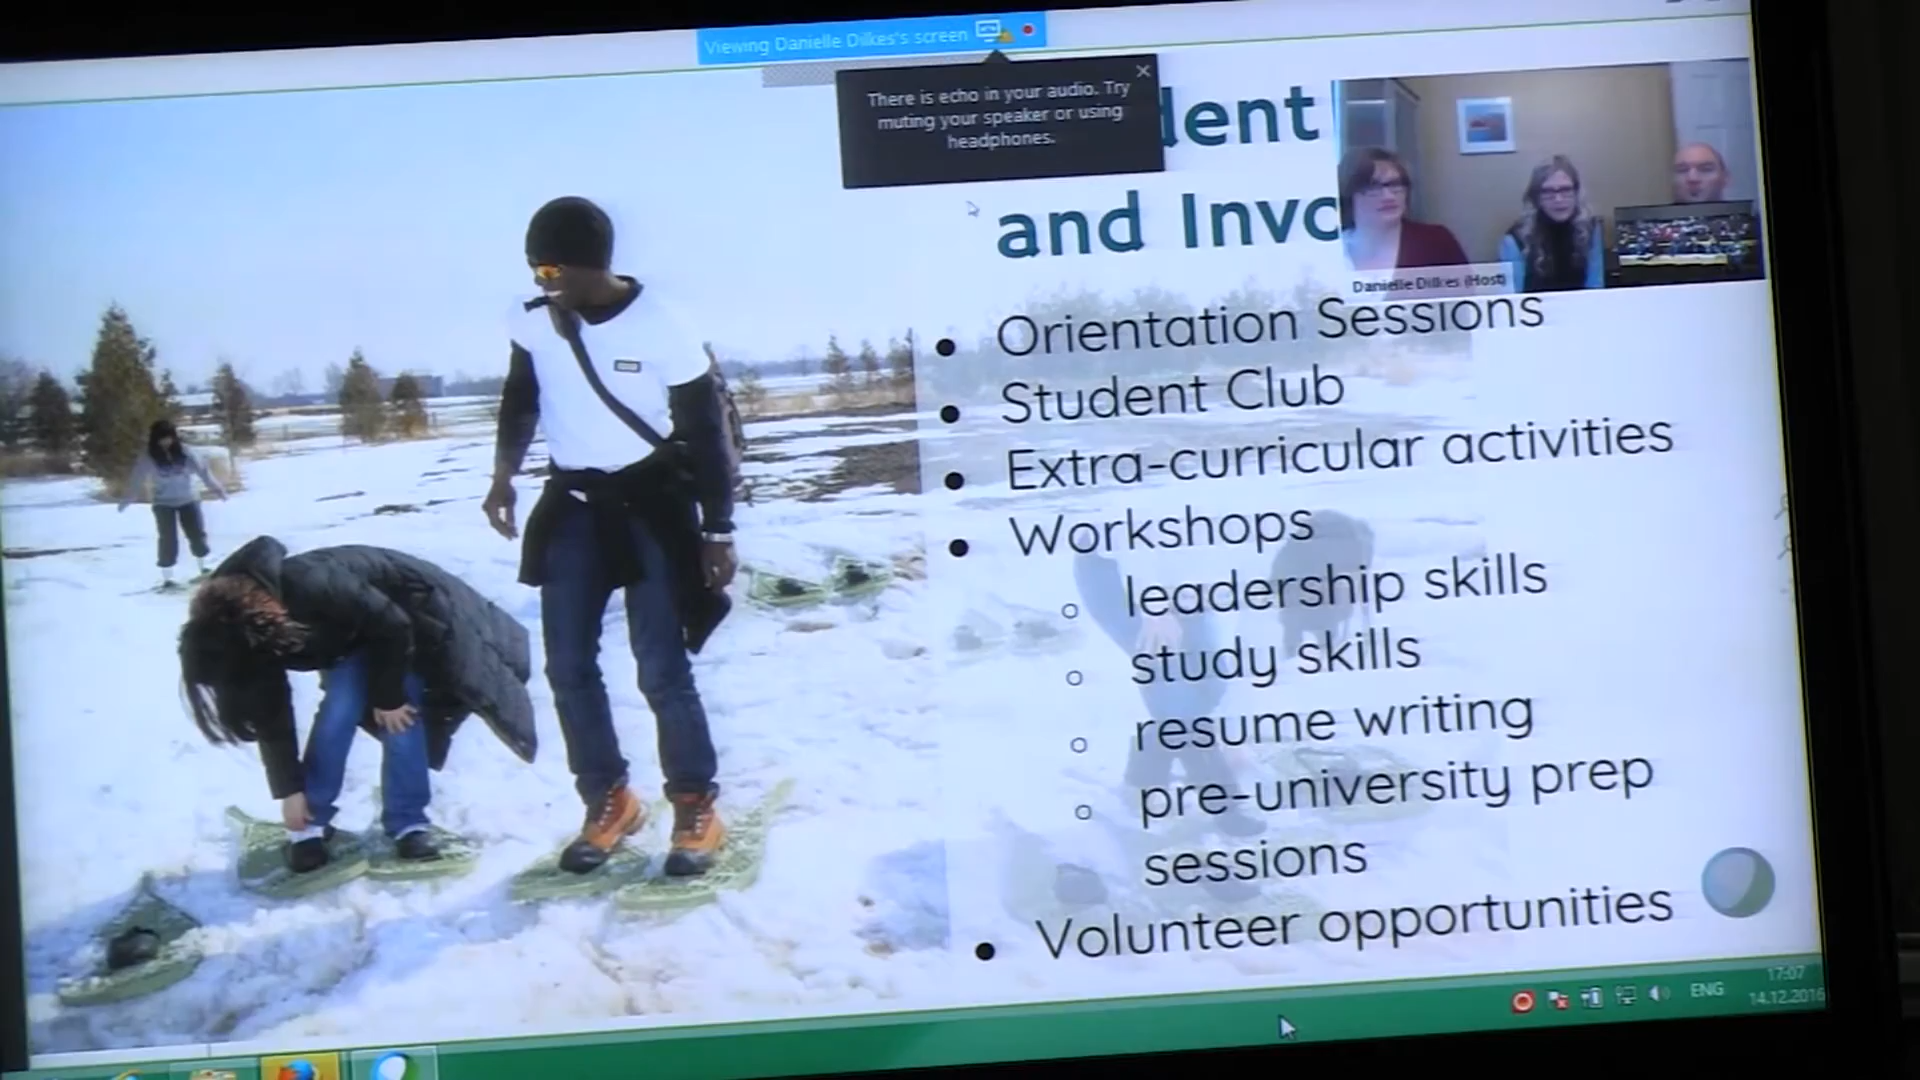 Viewing Danielle Dilkes's screen
There is echo in your audio. Try
muting your speaker or using
headphones.
dent
and Invo
Danielle Dilkes (Host)
Orientation Sessions
Student Club
Extra-curricular activities
Workshops
leadership skills
study skills
resume writing
pre-university prep
sessions
Volunteer opportunities
ENG
17:07
14.12.2016